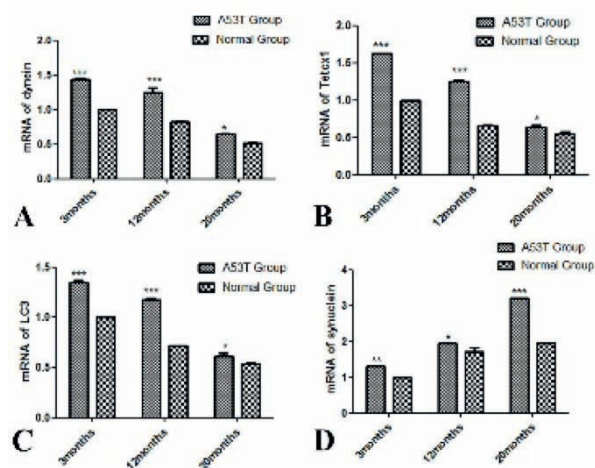 A53T Group
Normal Group
mRNA of dynein
2.0
1.5
1.0
0.5
0.0
***
***
*
3months
12months
20months
A
A53T Group
Normal Group
mRNA of Tctex1
2.0
1.5
1.0
0.5
0.0
***
***
*
3months
12months
20months
B
A53T Group
Normal Group
mRNA of LC3
1.5
1.0
0.5
0.0
***
***
*
3months
12months
20months
C
A53T Group
Normal Group
mRNA of synuclein
4
3
2
1
0
**
*
***
3months
12months
20months
D